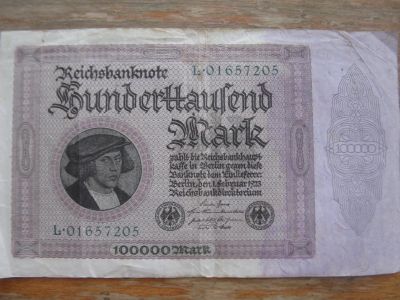 Reichsbanknote
L·01657205
Hunderttausend
Mark
zahlt die Reichsbankhaupt-
kasse in Berlin gegen diese
Banknote dem Einlieferer.
Berlin, den 1. Februar 1923
Reichsbankdirektorium
L·01657205
100000 Mark
100000